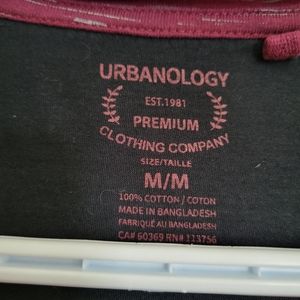 URBANOLOGY
EST.1981
PREMIUM
CLOTHING COMPANY
SIZE/TAILLE
M/M
100% COTTON / COTON
MADE IN BANGLADESH
FABRIQUÉ AU BANGLADESH
CA# 60369 RN# 113756